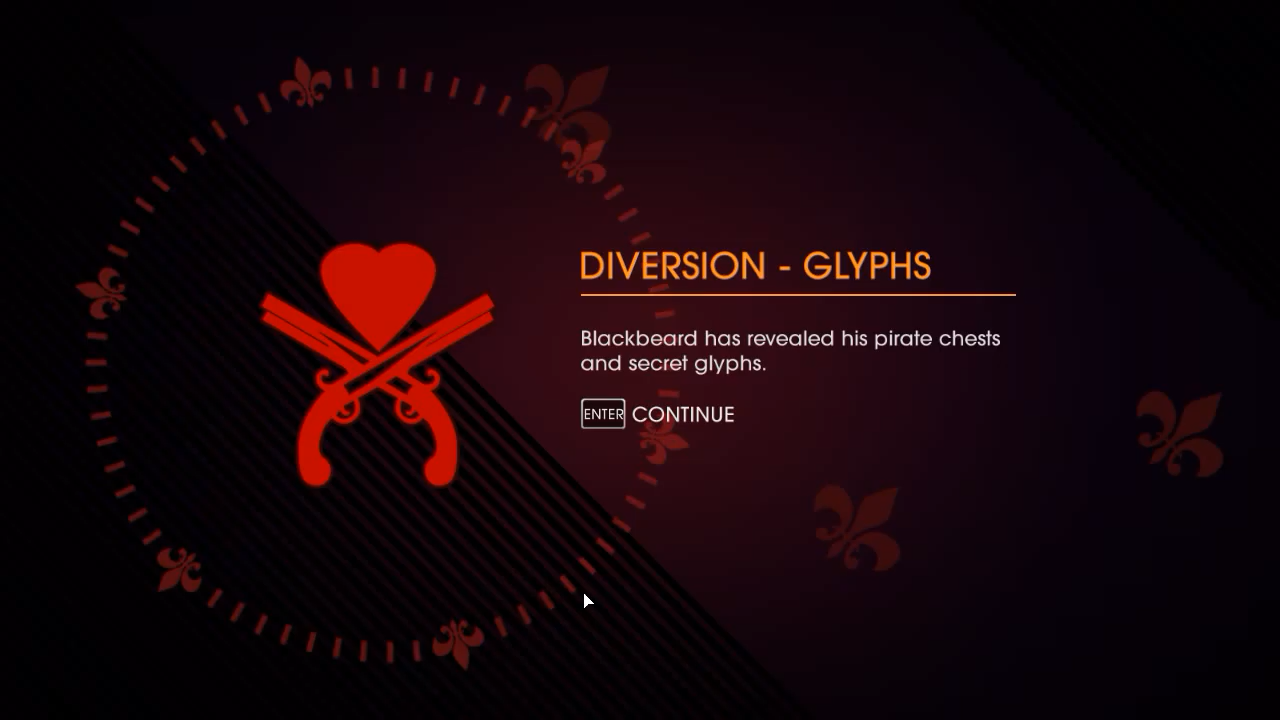 DIVERSION - GLYPHS
Blackbeard has revealed his pirate chests
and secret glyphs.
ENTER CONTINUE